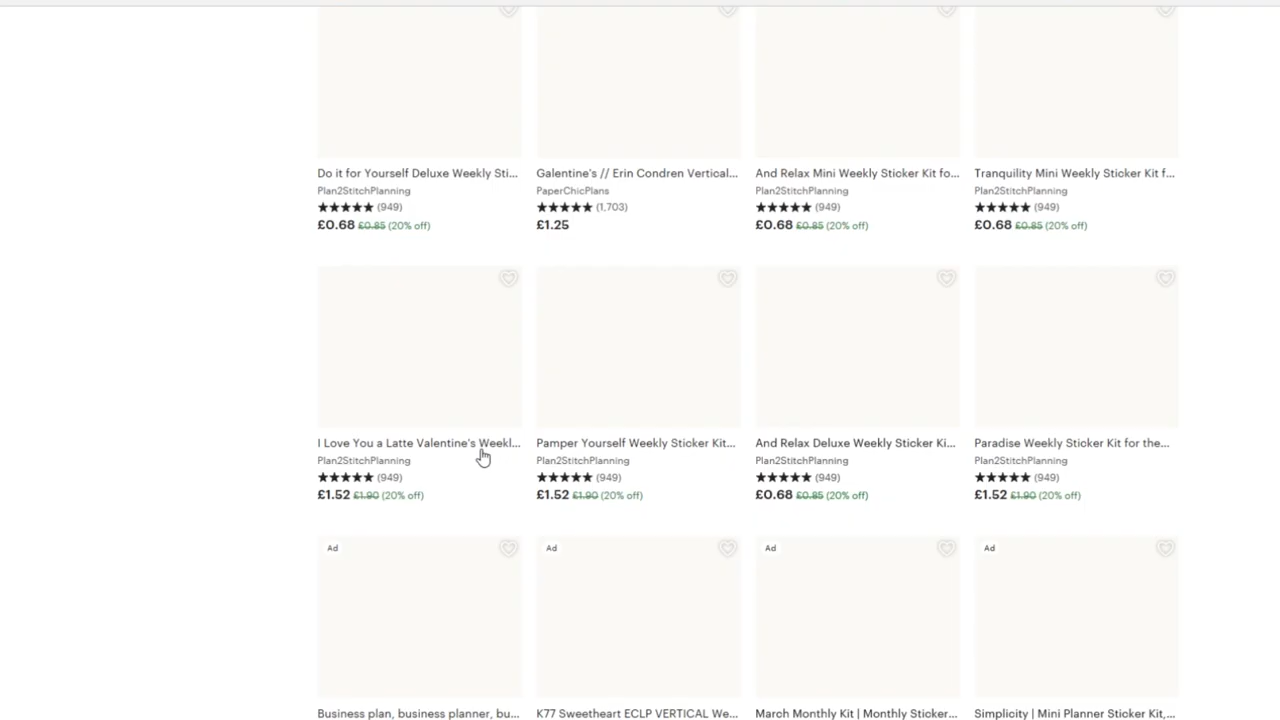 Do it for Yourself Deluxe Weekly Sti...
Plan2StitchPlanning
★★★★★ (949)
£0.68 £0.85 (20% off)
Galentine's // Erin Condren Vertical...
PaperChicPlans
★★★★★ (1,703)
£1.25
And Relax Mini Weekly Sticker Kit fo...
Plan2StitchPlanning
★★★★★ (949)
£0.68 £0.85 (20% off)
Tranquility Mini Weekly Sticker Kit f...
Plan2StitchPlanning
★★★★★ (949)
£0.68 £0.85 (20% off)
I Love You a Latte Valentine's Weekl...
Plan2StitchPlanning
★★★★★ (949)
£1.52 £1.90 (20% off)
Pamper Yourself Weekly Sticker Kit...
Plan2StitchPlanning
★★★★★ (949)
£1.52 £1.90 (20% off)
And Relax Deluxe Weekly Sticker Ki...
Plan2StitchPlanning
★★★★★ (949)
£0.68 £0.85 (20% off)
Paradise Weekly Sticker Kit for the...
Plan2StitchPlanning
★★★★★ (949)
£1.52 £1.90 (20% off)
Ad
Business plan, business planner, bu...
Ad
K77 Sweetheart ECLP VERTICAL We...
Ad
March Monthly Kit | Monthly Sticker...
Ad
Simplicity | Mini Planner Sticker Kit,...